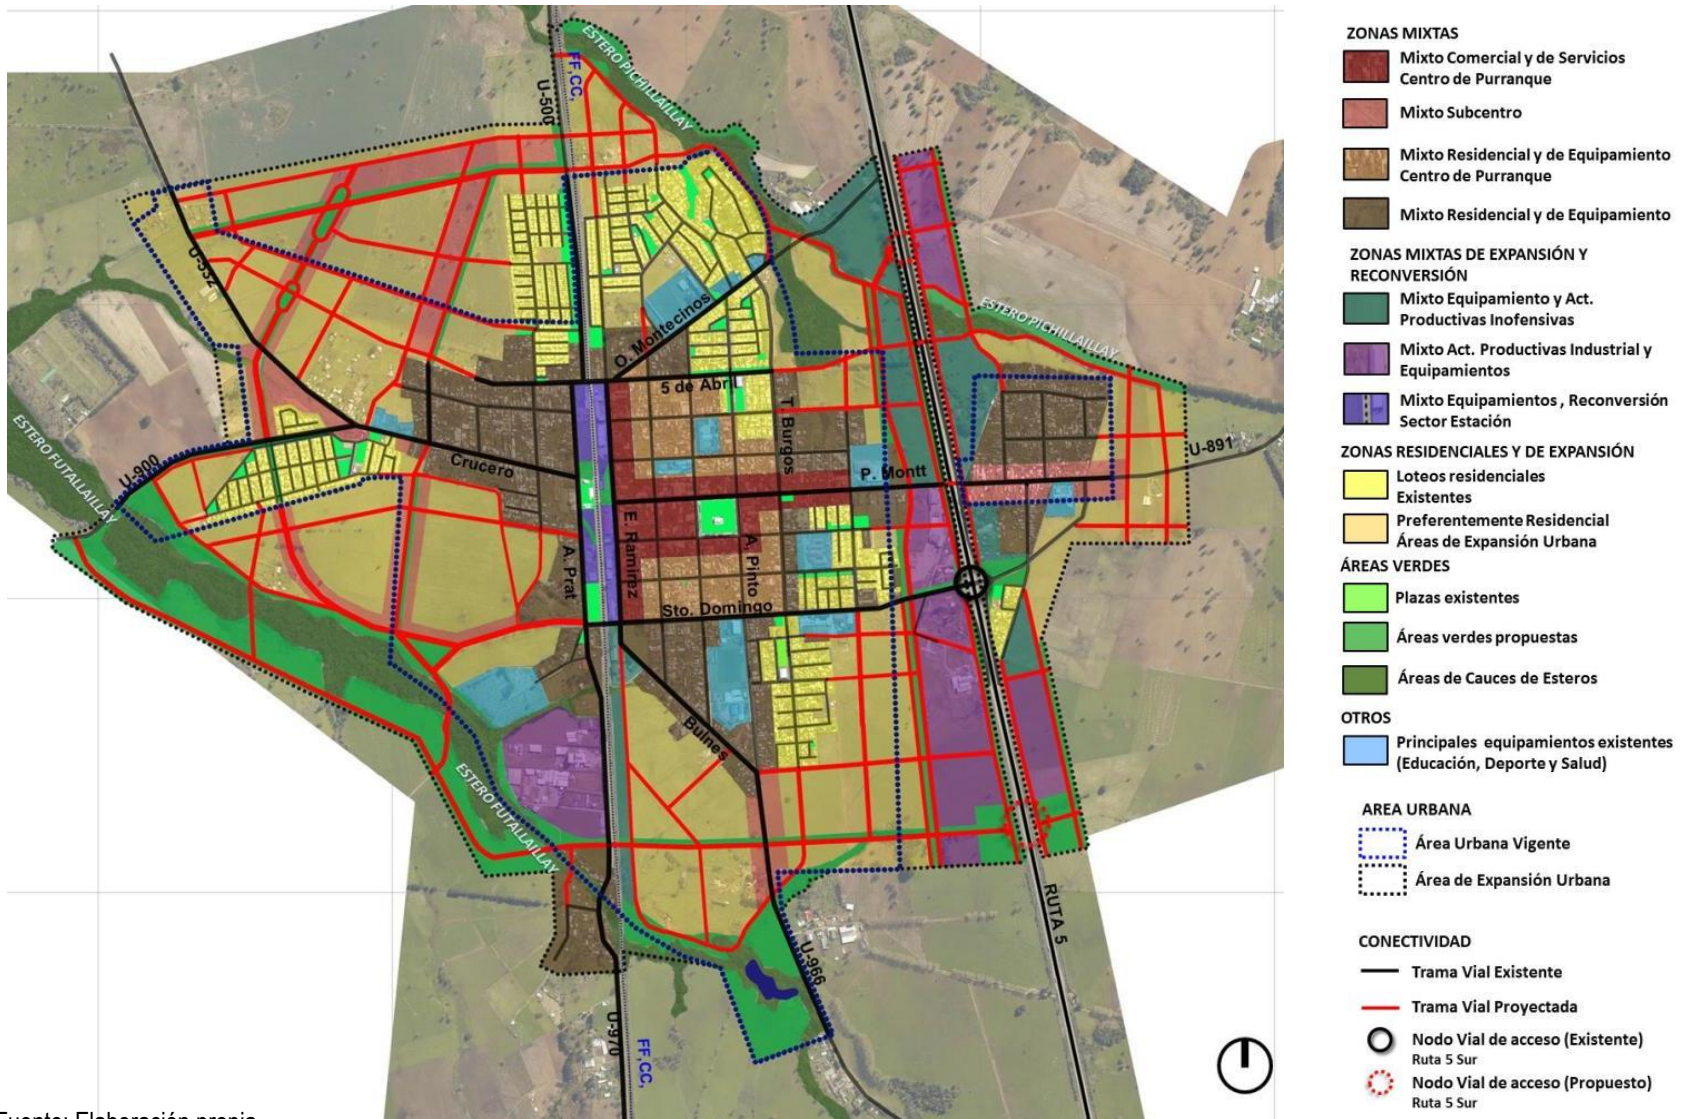 ESTERO PICHILLAILLAY
FF,CC,
U-500
U-532
ESTERO PICHILLAILLAY
O. Montecinos
5 de Abril
T.Burgos
U-891
P. Montt
Crucero
U-900
ESTERO FUTALLAILLAY
E. Ramirez
A. Prat
A. Pinto
Sto. Domingo
Bulnes
ESTERO FUTALLAILLAY
RUTA 5
U-966
U-970
FF,CC,
Fuente: Elaboración propia
ZONAS MIXTAS
Mixto Comercial y de Servicios
Centro de Purranque
Mixto Subcentro
Mixto Residencial y de Equipamiento
Centro de Purranque
Mixto Residencial y de Equipamiento
ZONAS MIXTAS DE EXPANSIÓN Y
RECONVERSIÓN
Mixto Equipamiento y Act.
Productivas Inofensivas
Mixto Act. Productivas Industrial y
Equipamientos
Mixto Equipamientos , Reconversión
Sector Estación
ZONAS RESIDENCIALES Y DE EXPANSIÓN
Loteos residenciales
Existentes
Preferentemente Residencial
Áreas de Expansión Urbana
ÁREAS VERDES
Plazas existentes
Áreas verdes propuestas
Áreas de Cauces de Esteros
OTROS
Principales equipamientos existentes
(Educación, Deporte y Salud)
AREA URBANA
Área Urbana Vigente
Área de Expansión Urbana
CONECTIVIDAD
Trama Vial Existente
Trama Vial Proyectada
Nodo Vial de acceso (Existente)
Ruta 5 Sur
Nodo Vial de acceso (Propuesto)
Ruta 5 Sur